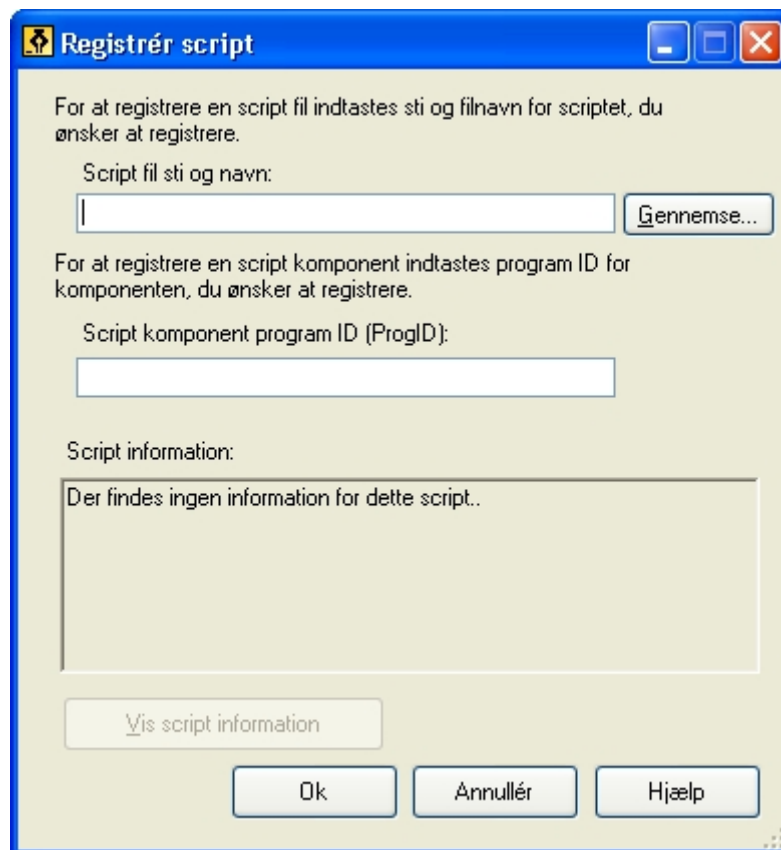 Registrér script
For at registrere en script fil indtastes sti og filnavn for scriptet, du
ønsker at registrere.
Script fil sti og navn:
Gennemse...
For at registrere en script komponent indtastes program ID for
komponenten, du ønsker at registrere.
Script komponent program ID (ProgID):
Script information:
Der findes ingen information for dette script..
Vis script information
Ok
Annullér
Hjælp